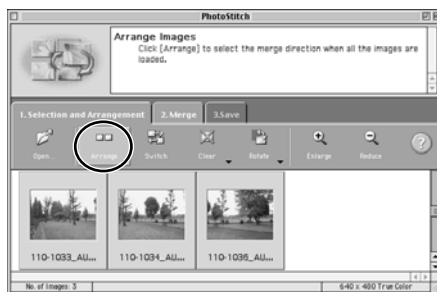 PhotoStitch
Arrange Images
Click [Arrange] to select the merge direction when all the images are
loaded.
1.Selection and Arrangement 2.Merge 3.Save
Open... Arrange Switch Clear Rotate Enlarge Reduce ?
110-1033_AU... 110-1034_AU... 110-1036_AU...
No. of Images: 3 640 x 480 True Color